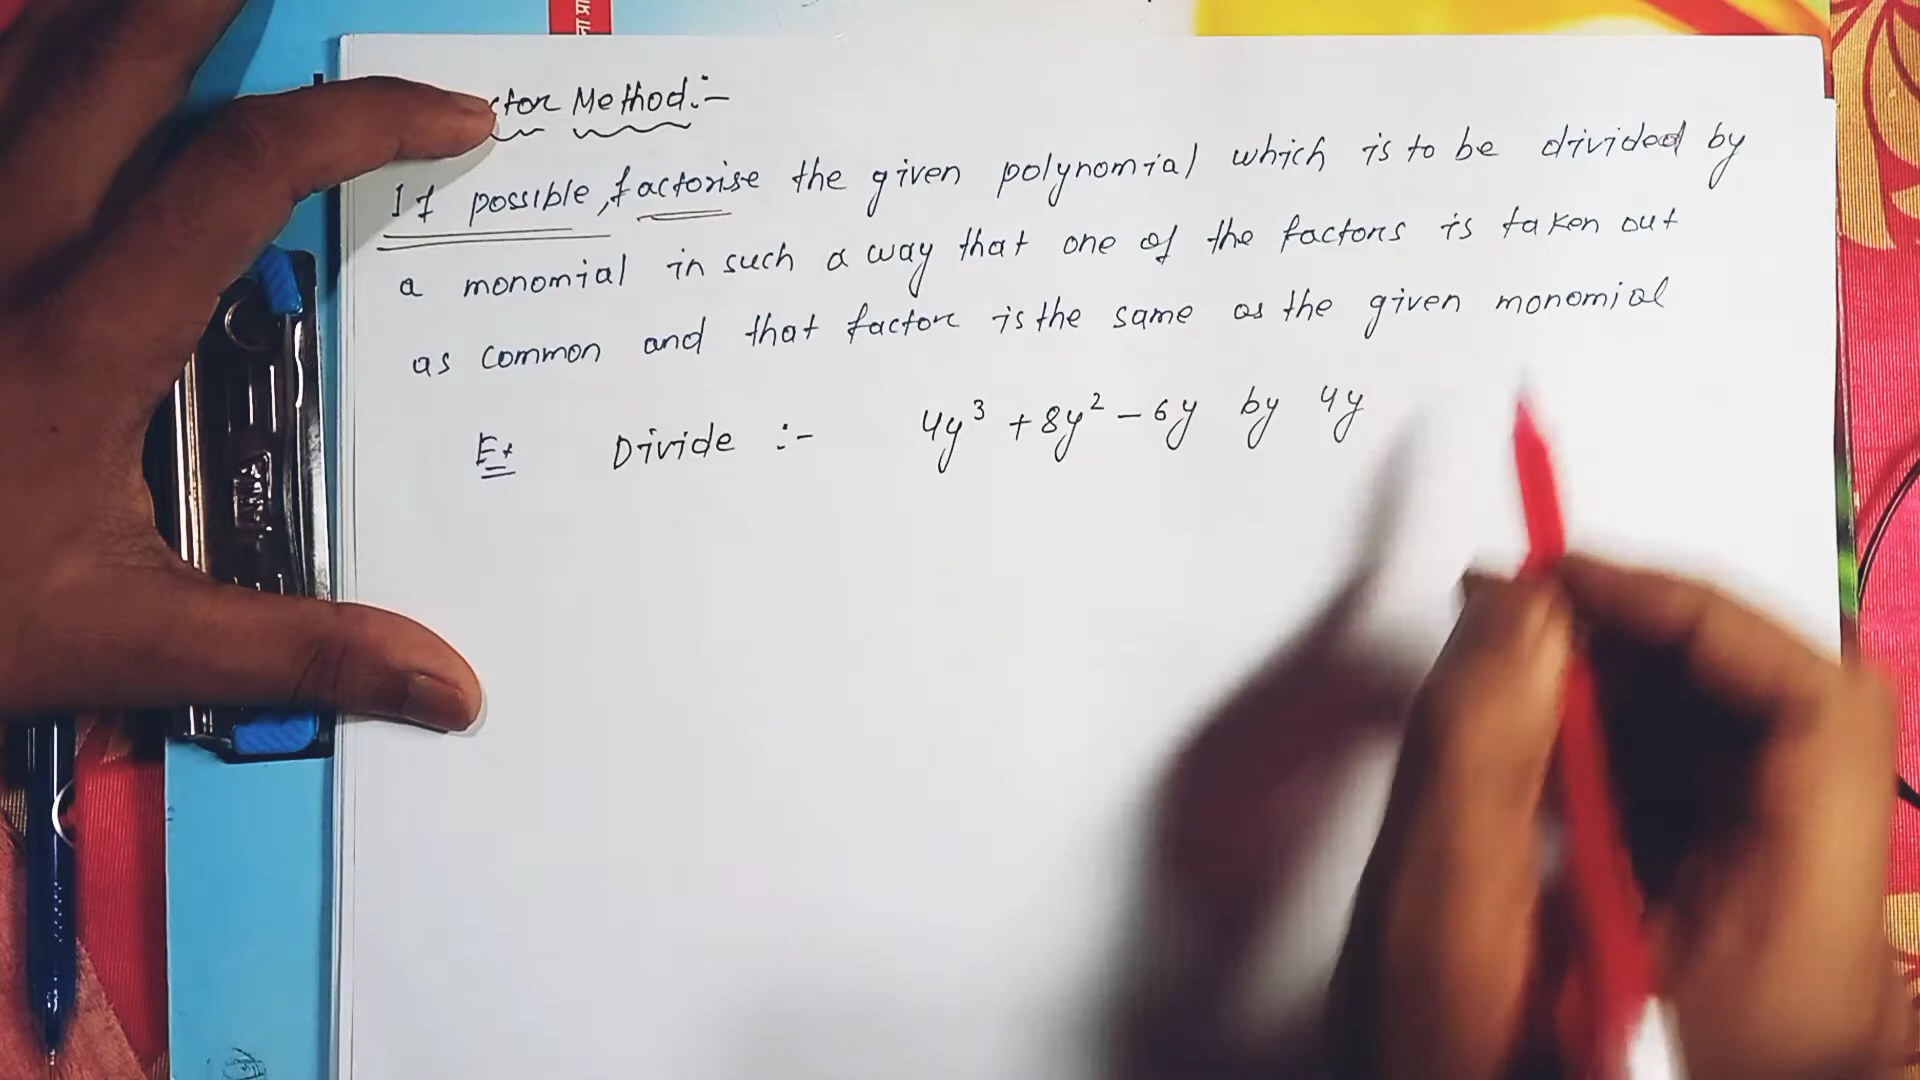 Method:-
If possible, factorise the given polynomial which is to be divided by
a monomial in such a way that one of the factors is taken out
as common and that factor is the same as the given monomial
Ex Divide :- 4y³ + 8y² - 6y by 4y